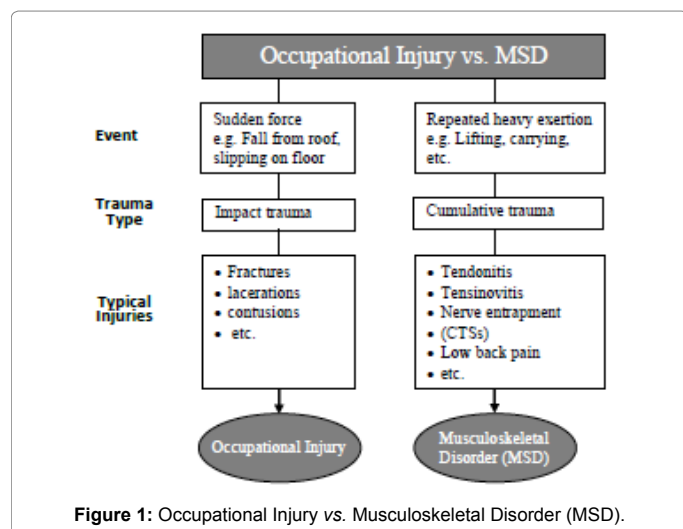 Occupational Injury vs. MSD
Event
Sudden force
e.g. Fall from roof,
slipping on floor
Repeated heavy exertion
e.g. Lifting, carrying,
etc.
Trauma
Type
Impact trauma
Cumulative trauma
Typical
Injuries
• Fractures
• lacerations
• contusions
• etc.
• Tendonitis
• Tensinovitis
• Nerve entrapment
• (CTSs)
• Low back pain
• etc.
Occupational Injury
Musculoskeletal
Disorder (MSD)
Figure 1: Occupational Injury vs. Musculoskeletal Disorder (MSD).